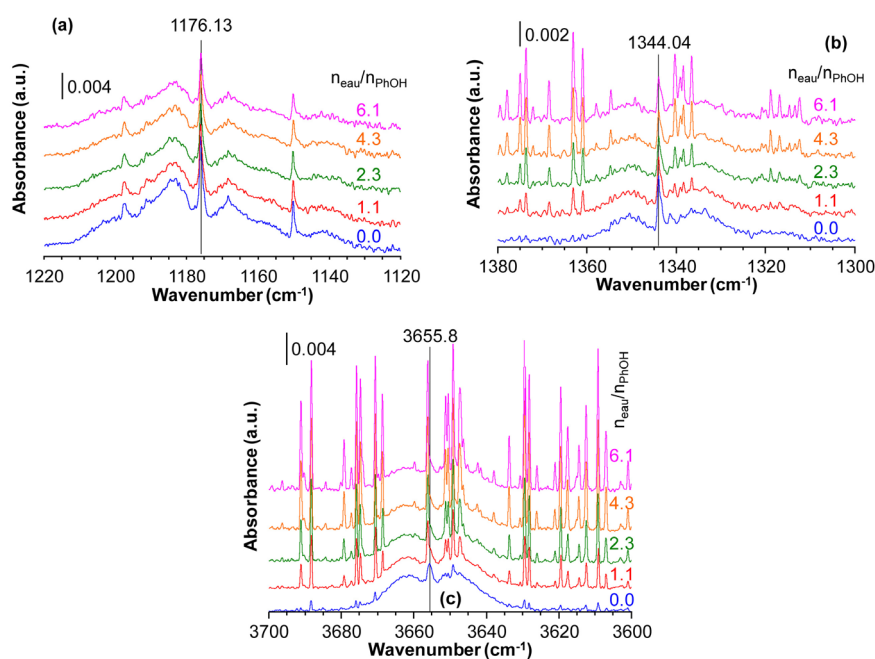 (a)
1176.13
0.004
n_eau/n_PhOH
6.1
4.3
2.3
1.1
0.0
Absorbance (a.u.)
1220 1200 1180 1160 1140 1120
Wavenumber (cm⁻¹)
0.002
1344.04
(b)
n_eau/n_PhOH
6.1
4.3
2.3
1.1
0.0
Absorbance (a.u.)
1380 1360 1340 1320 1300
Wavenumber (cm⁻¹)
0.004
3655.8
n_eau/n_PhOH
6.1
4.3
2.3
1.1
0.0
(c)
Absorbance (a.u.)
3700 3680 3660 3640 3620 3600
Wavenumber (cm⁻¹)